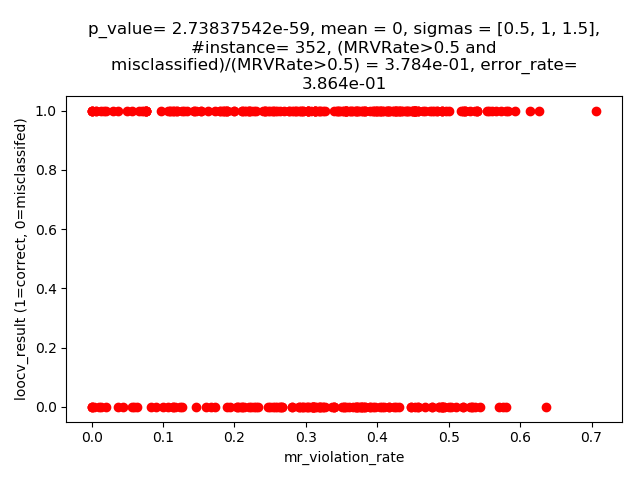 p_value= 2.73837542e-59, mean = 0, sigmas = [0.5, 1, 1.5],
#instance= 352, (MRVRate>0.5 and
misclassified)/(MRVRate>0.5) = 3.784e-01, error_rate=
3.864e-01
1.0
0.8
0.6
0.4
0.2
0.0
loocv_result (1=correct, 0=misclassifed)
0.0 0.1 0.2 0.3 0.4 0.5 0.6 0.7
mr_violation_rate